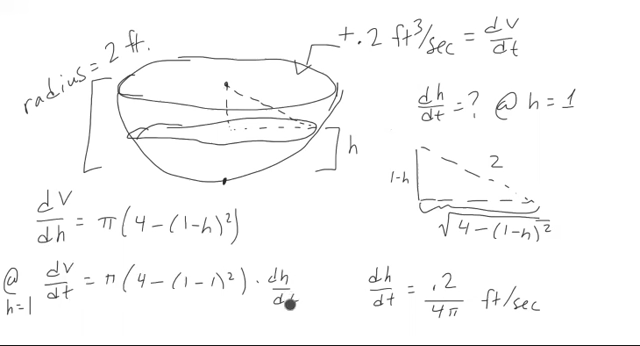 radius = 2 ft.
+.2 ft³/sec = dV/dt
dh/dt = ? @ h = 1
h
1-h
2
√4-(1-h)²
dV/dh = π(4-(1-h)²)
@ h=1 dV/dt = π(4-(1-1)²) · dh/dt
dh/dt = .2/4π ft/sec